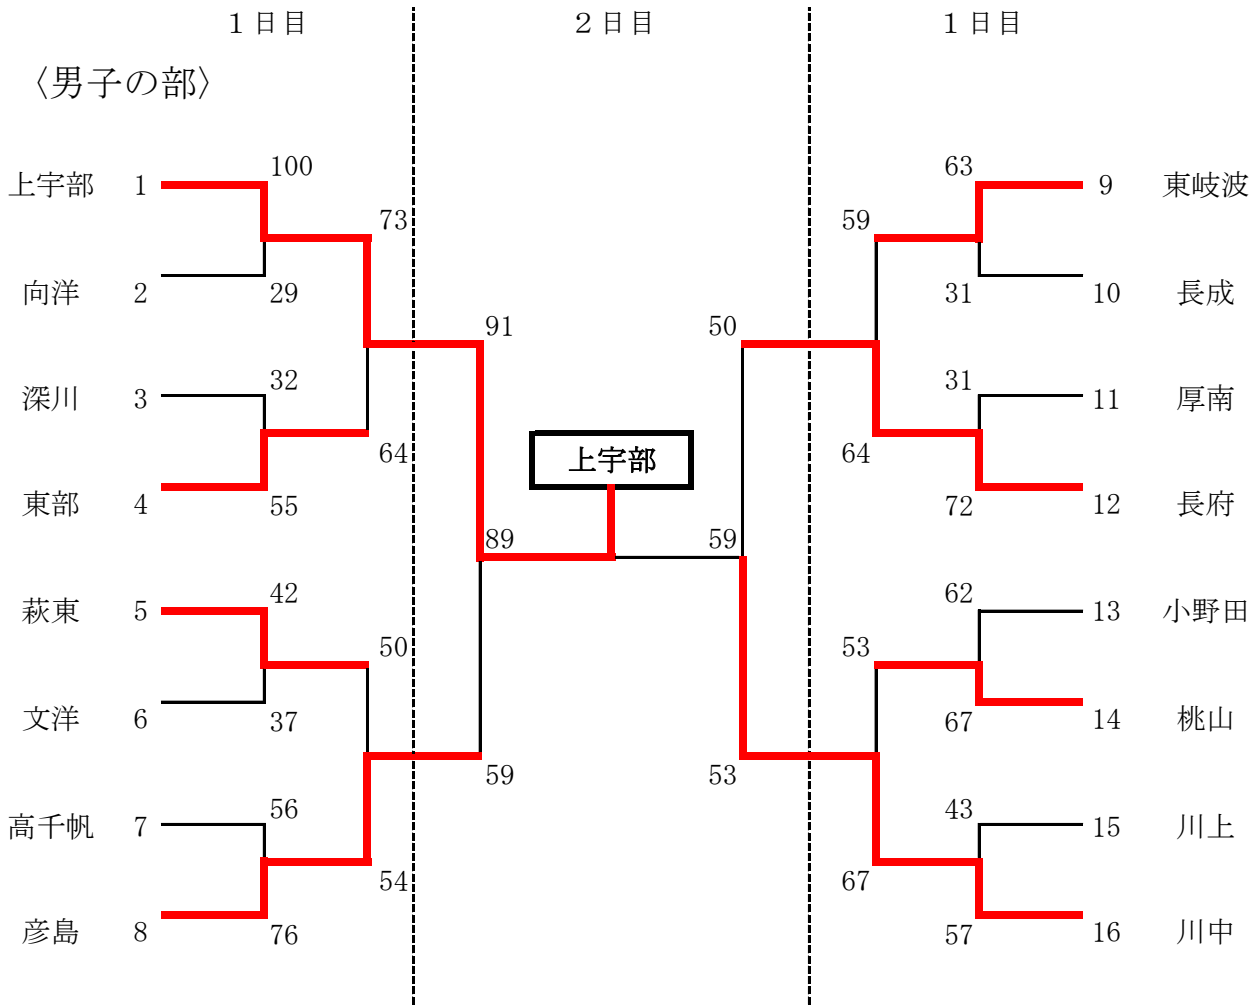 1日目 2日目 1日目
〈男子の部〉
100 63
上宇部 1 9 東岐波
73 59
向洋 2 29 31 10 長成
91 50
32 31
深川 3 11 厚南
64 64
上宇部
東部 4 55 72 12 長府
89 59
42 62
萩東 5 13 小野田
50 53
文洋 6 37 67 14 桃山
59 53
56 43
高千帆 7 15 川上
54 67
彦島 8 76 57 16 川中